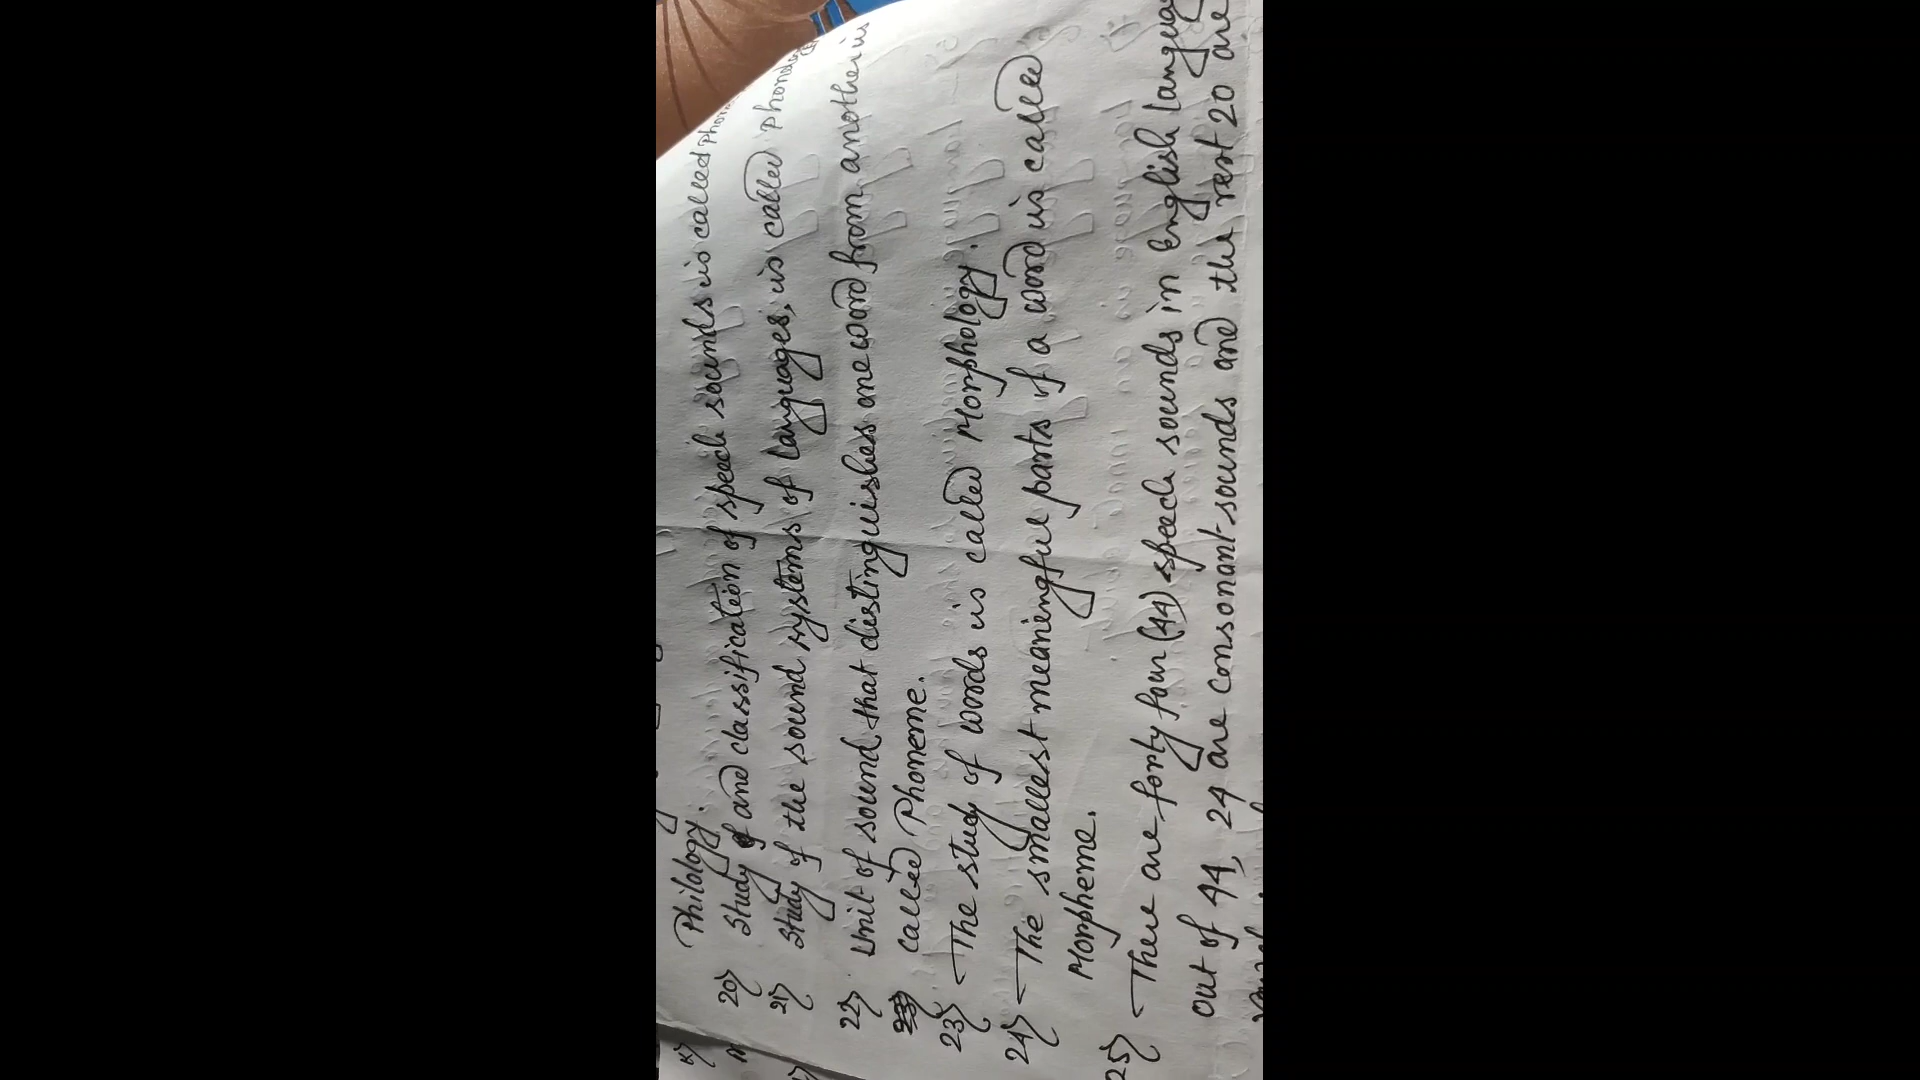 Philology.
20) Study of and classification of speech sounds is called
21) Study of the sound systems of languages, is called
22) Unit of sound that distinguishes one word from another is
called Phoneme.
23) The study of words is called Morphology.
24) The smallest meaningful parts of a word is called
Morpheme.
25) There are forty four (44) speech sounds in English
out of 44, 24 are consonant sounds and the rest 20 are